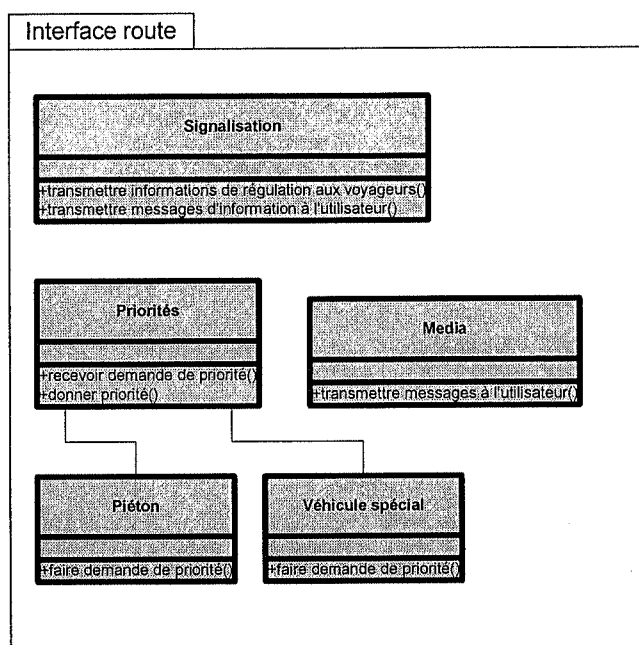 Interface route
Signalisation
+transmettre informations de régulation aux voyageurs()
+transmettre messages d'information à l'utilisateur()
Priorités
+recevoir demande de priorité()
+donner priorité()
Media
+transmettre messages à l'utilisateur()
Piéton
+faire demande de priorité()
Véhicule spécial
+faire demande de priorité()